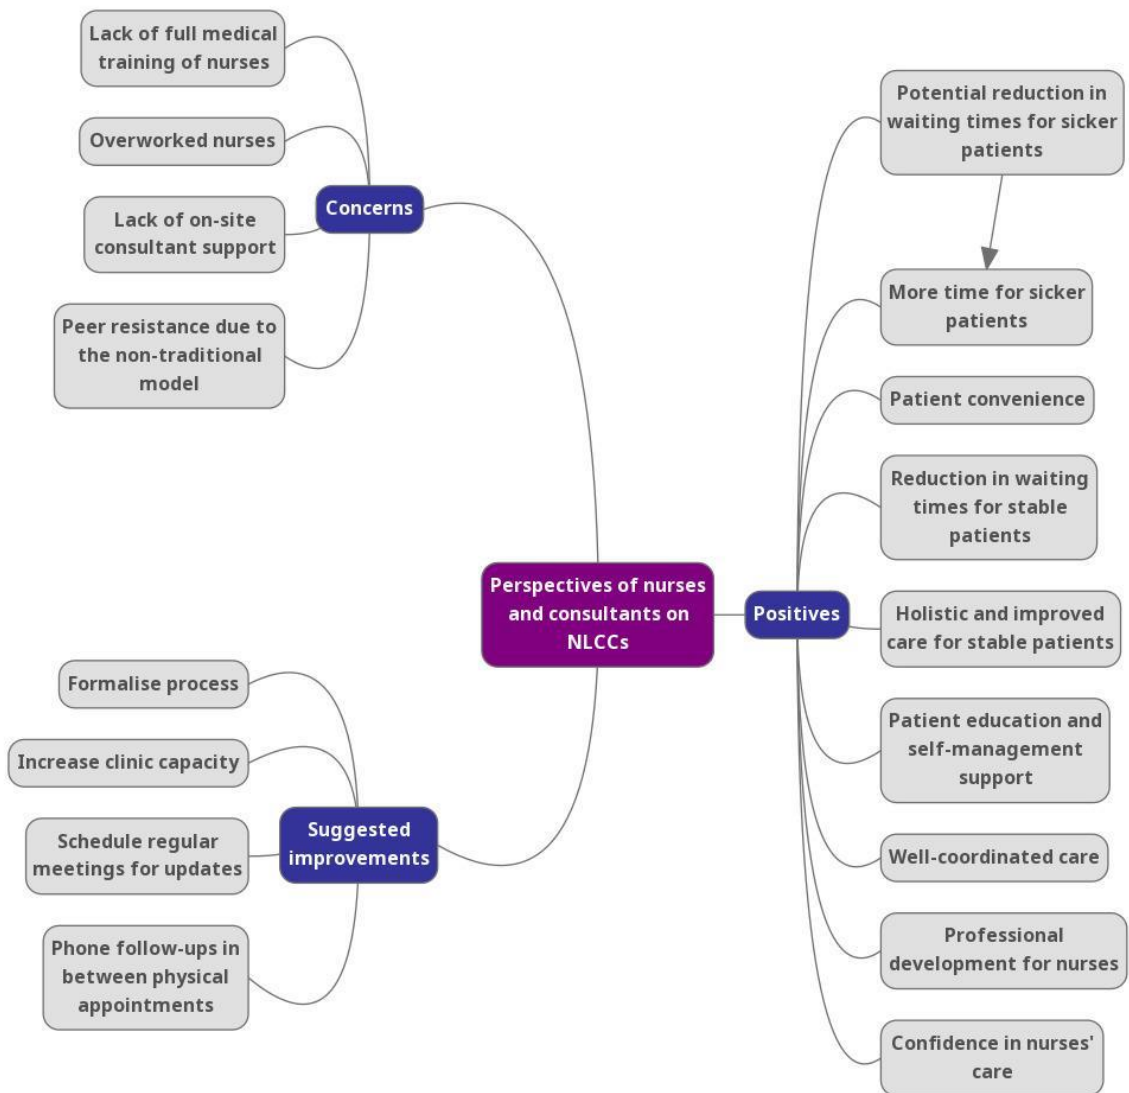 Lack of full medical
training of nurses
Overworked nurses
Lack of on-site
consultant support
Peer resistance due to
the non-traditional
model
Concerns
Potential reduction in
waiting times for sicker
patients
More time for sicker
patients
Patient convenience
Reduction in waiting
times for stable
patients
Holistic and improved
care for stable patients
Patient education and
self-management
support
Well-coordinated care
Professional
development for nurses
Confidence in nurses'
care
Positives
Perspectives of nurses
and consultants on
NLCCs
Formalise process
Increase clinic capacity
Schedule regular
meetings for updates
Phone follow-ups in
between physical
appointments
Suggested
improvements